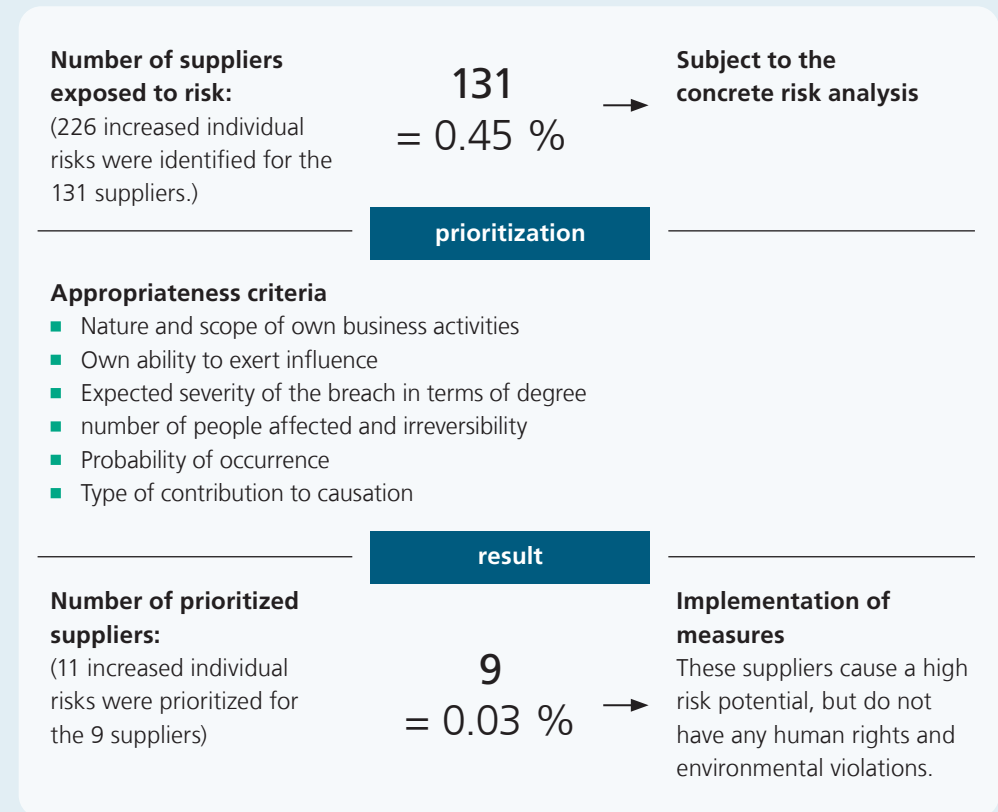 Number of suppliers
exposed to risk:
(226 increased individual
risks were identified for the
131 suppliers.)
131
= 0.45 %
Subject to the
concrete risk analysis
prioritization
Appropriateness criteria
Nature and scope of own business activities
Own ability to exert influence
Expected severity of the breach in terms of degree
number of people affected and irreversibility
Probability of occurrence
Type of contribution to causation
result
Number of prioritized
suppliers:
(11 increased individual
risks were prioritized for
the 9 suppliers)
9
= 0.03 %
Implementation of
measures
These suppliers cause a high
risk potential, but do not
have any human rights and
environmental violations.